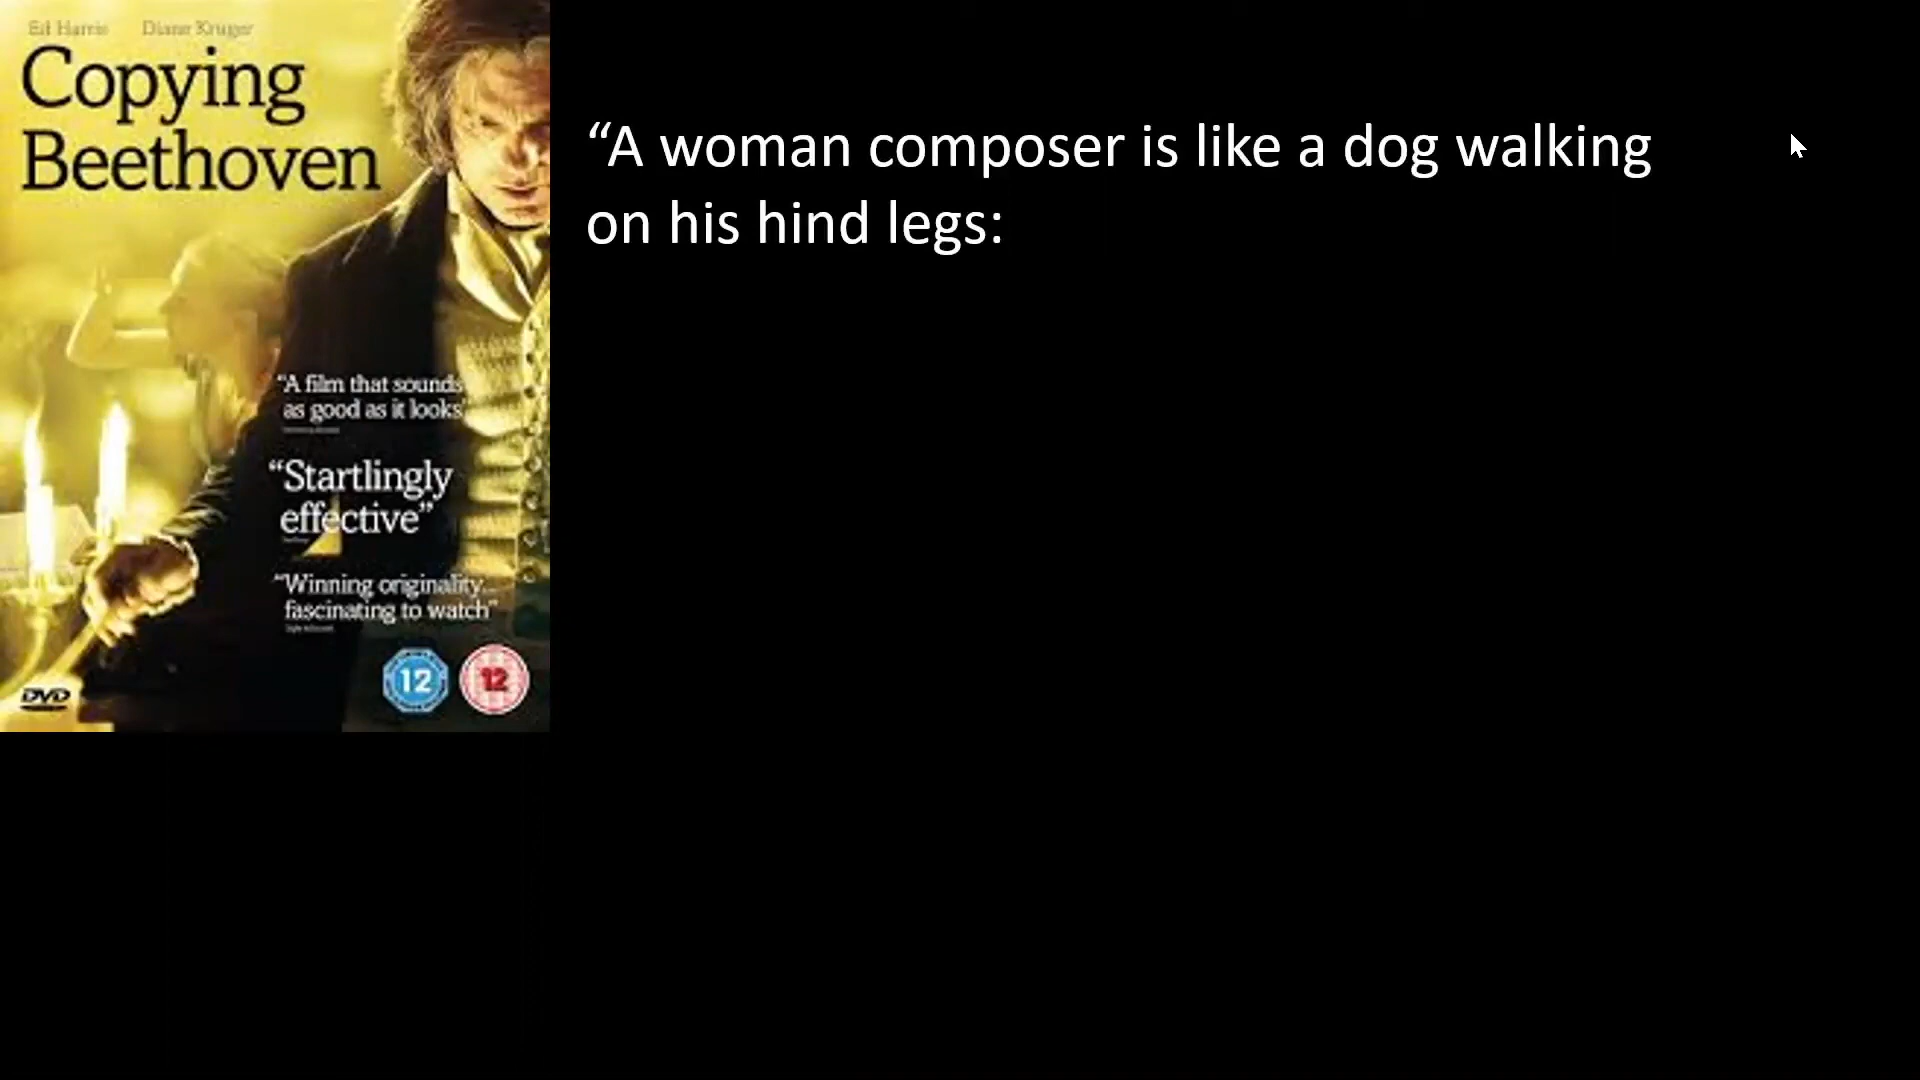 Ed Harris Diane Kruger
Copying
Beethoven
“A film that sounds
as good as it looks”
“Startlingly
effective”
“Winning originality...
fascinating to watch”
12 12
DVD
“A woman composer is like a dog walking
on his hind legs: